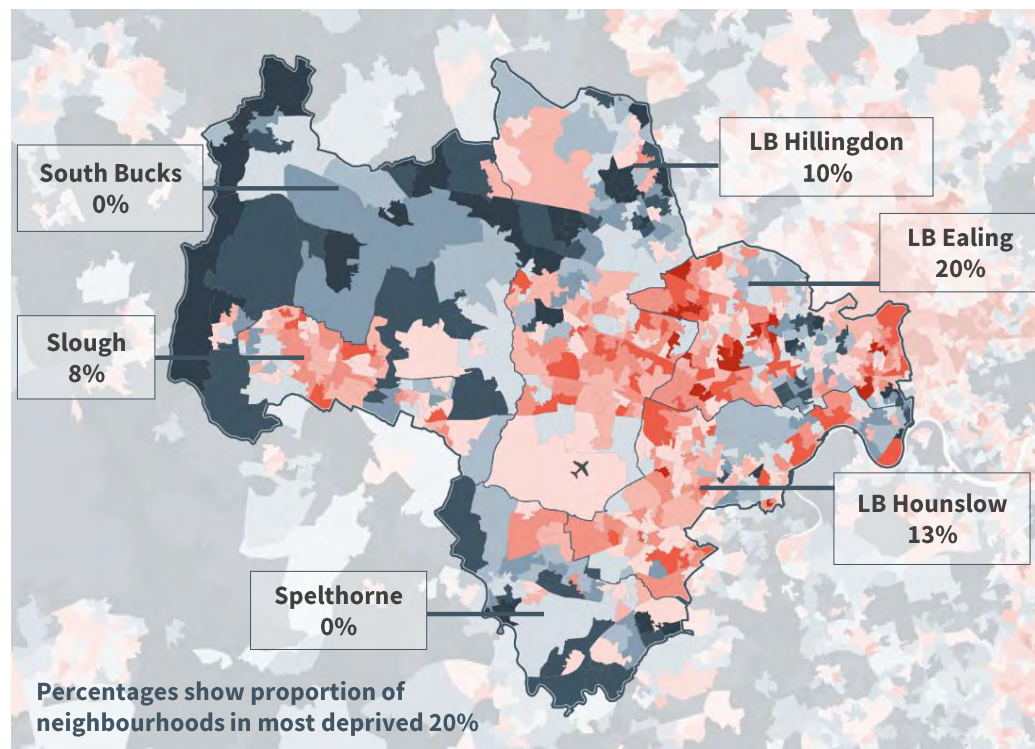 South Bucks
0%
LB Hillingdon
10%
LB Ealing
20%
Slough
8%
LB Hounslow
13%
Spelthorne
0%
Percentages show proportion of
neighbourhoods in most deprived 20%